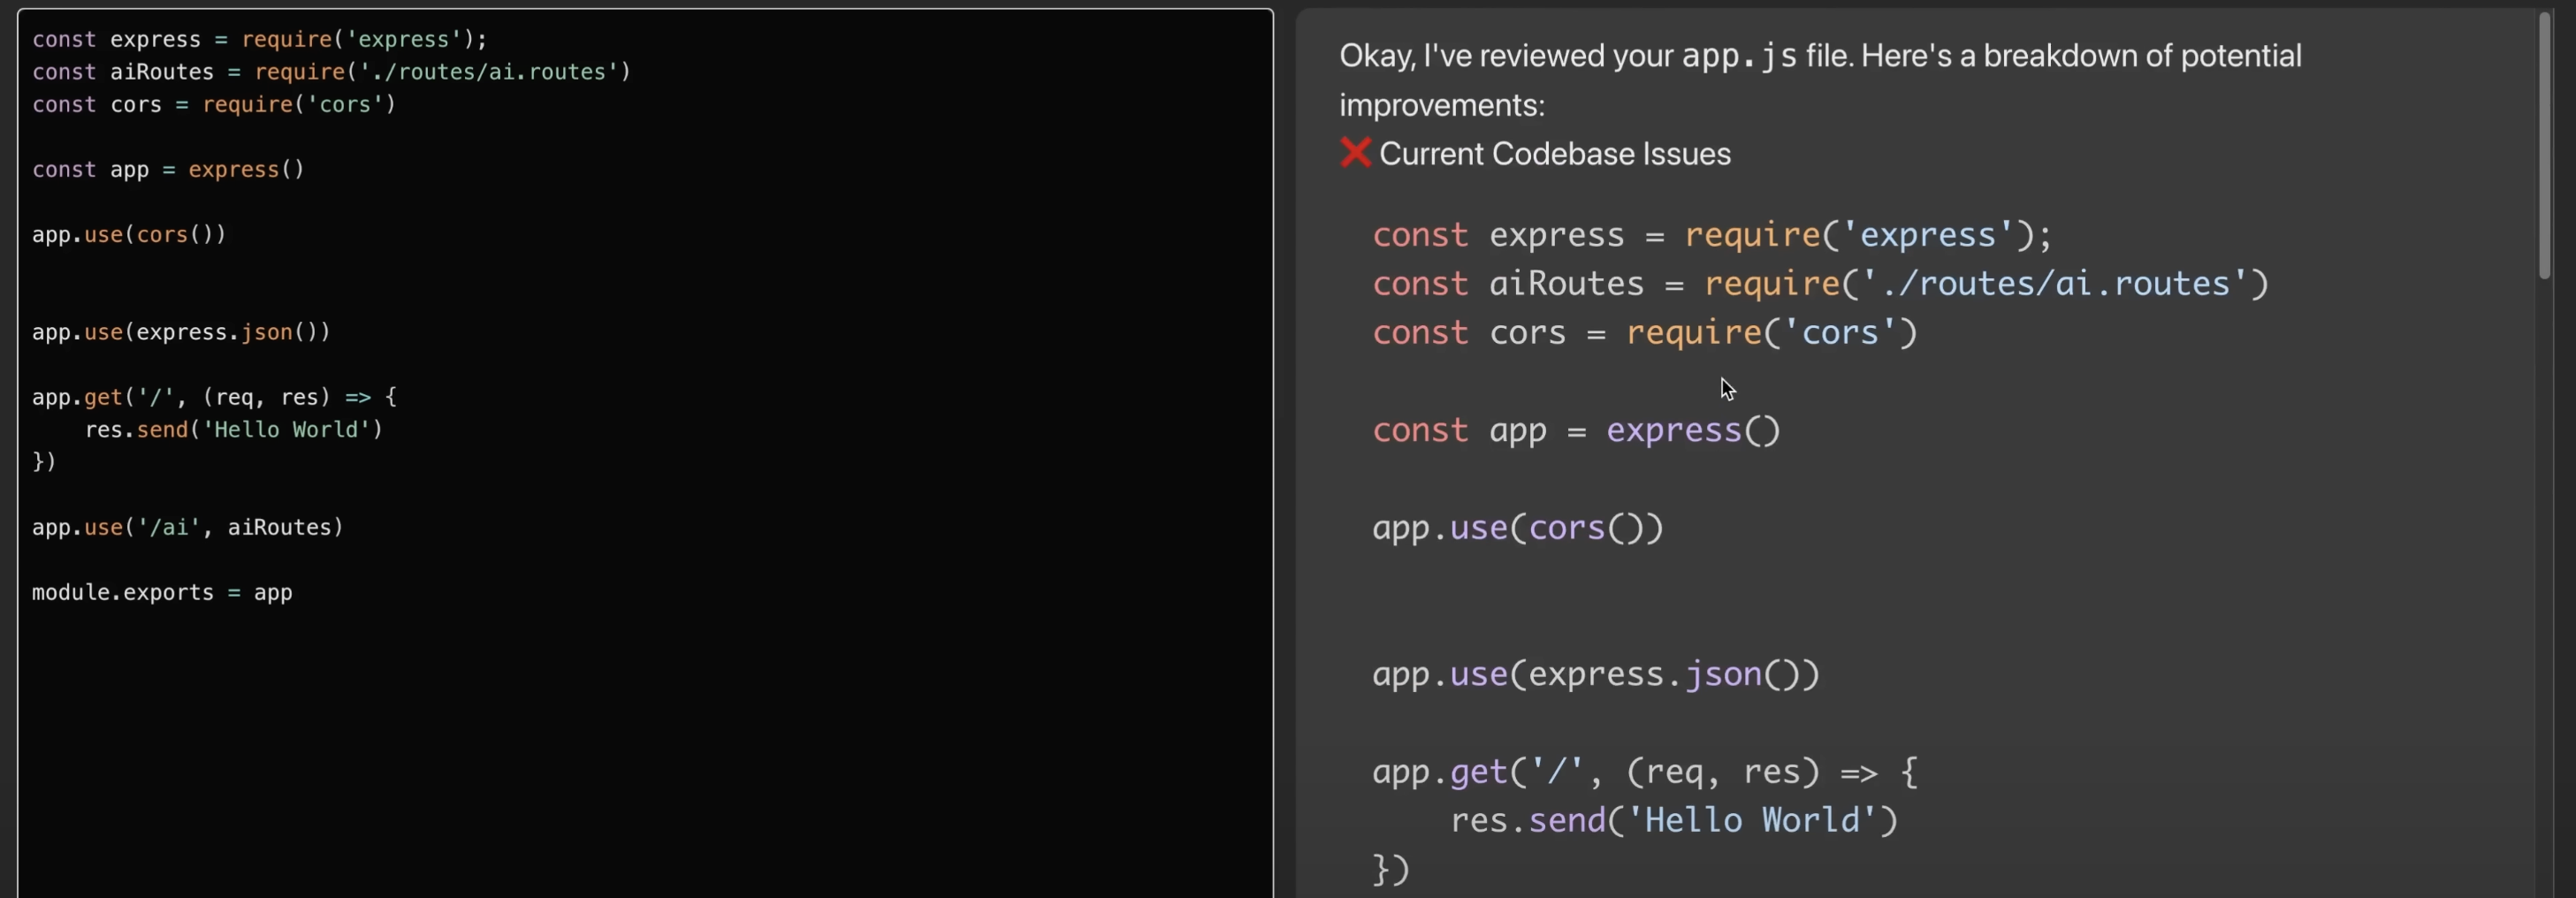 const express = require('express');
const aiRoutes = require('./routes/ai.routes')
const cors = require('cors')
const app = express()
app.use(cors())
app.use(express.json())
app.get('/', (req, res) => {
    res.send('Hello World')
})
app.use('/ai', aiRoutes)
module.exports = app
Okay, I've reviewed your app.js file. Here's a breakdown of potential
improvements:
❌ Current Codebase Issues
const express = require('express');
const aiRoutes = require('./routes/ai.routes')
const cors = require('cors')
const app = express()
app.use(cors())
app.use(express.json())
app.get('/', (req, res) => {
    res.send('Hello World')
})